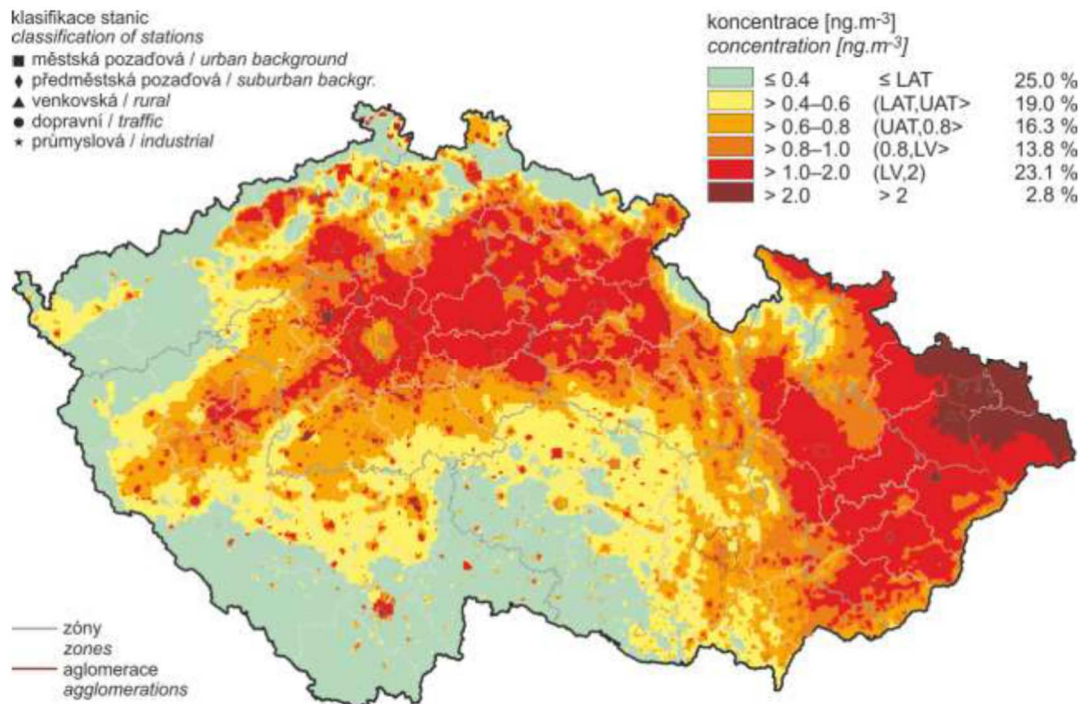 klasifikace stanic
classification of stations
■ městská pozaďová / urban background
♦ předměstská pozaďová / suburban backgr.
▲ venkovská / rural
● dopravní / traffic
★ průmyslová / industrial
koncentrace [ng.m-3]
concentration [ng.m-3]
≤ 0.4 ≤ LAT 25.0 %
> 0.4–0.6 (LAT,UAT> 19.0 %
> 0.6–0.8 (UAT,0.8> 16.3 %
> 0.8–1.0 (0.8,LV> 13.8 %
> 1.0–2.0 (LV,2) 23.1 %
> 2.0 > 2 2.8 %
zóny
zones
aglomerace
agglomerations